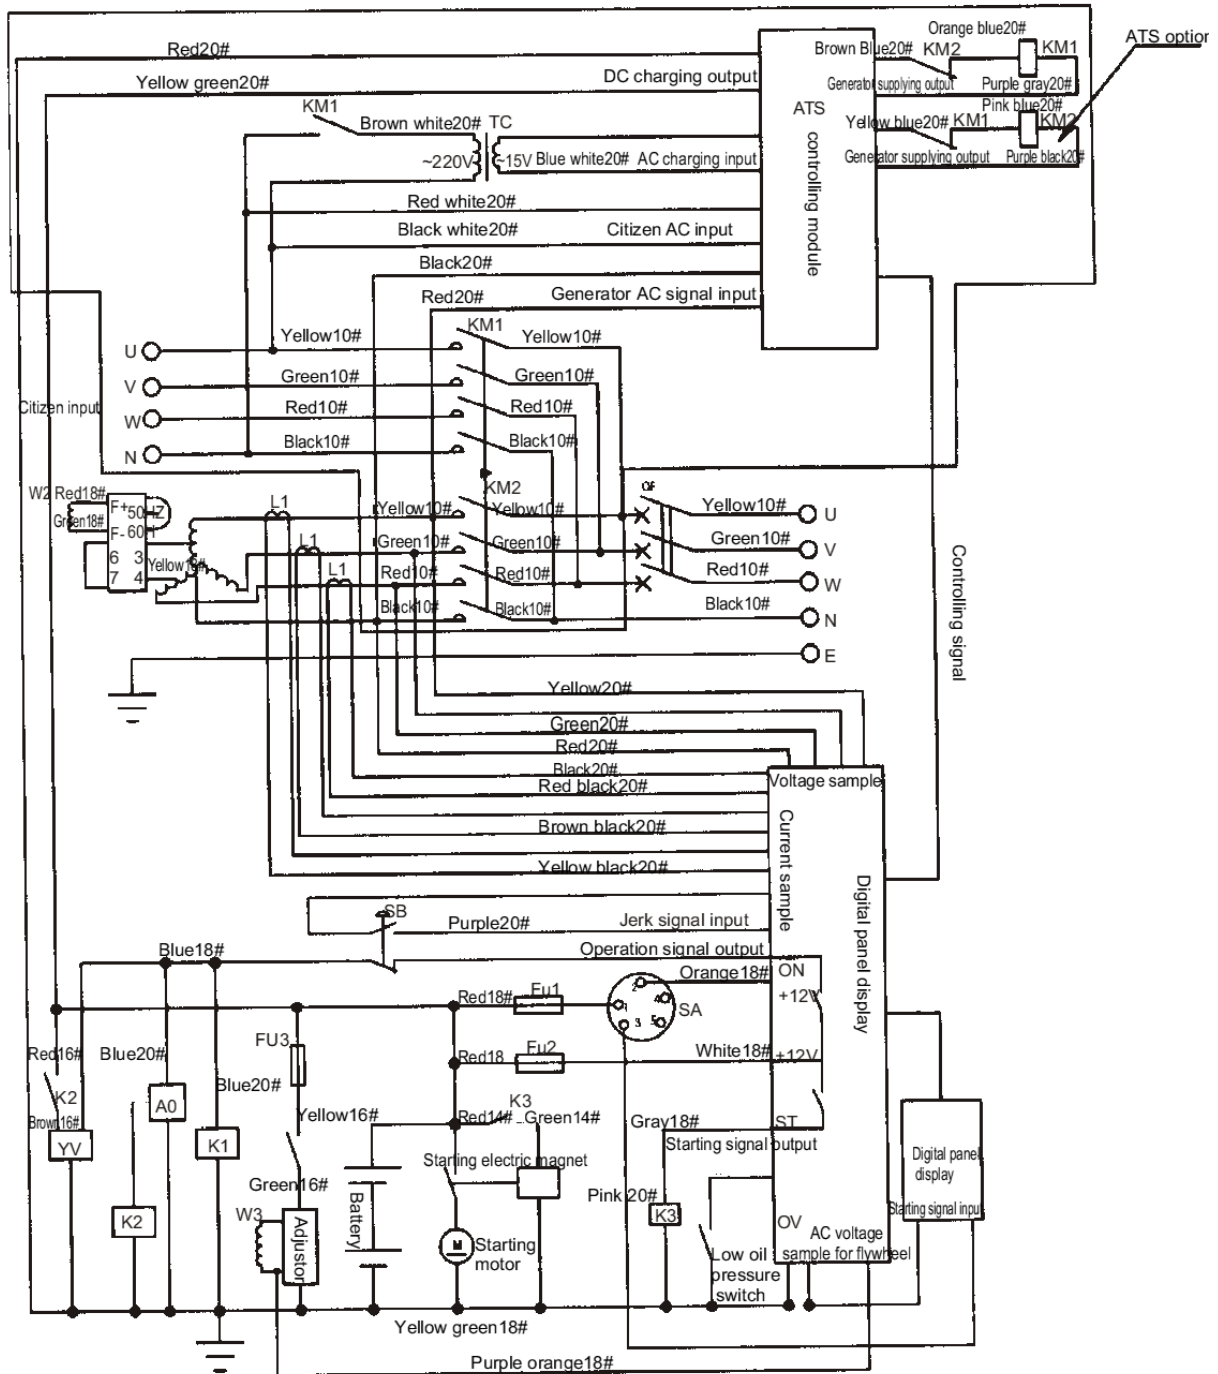 Orange blue20#
ATS option
Red20#
Brown Blue20# KM2 KM1
DC charging output
Generator supplying output Purple gray20#
Yellow green20#
Pink blue20#
KM1
ATS
Brown white20# TC
Yellow blue20# KM1 KM2
~220V ~15V Blue white20# AC charging input
Generator supplying output Purple black20#
controlling module
Red white20#
Black white20# Citizen AC input
Black20#
Red20# Generator AC signal input
KM1
Yellow10# Yellow10#
U
Green10# Green10#
V
Citizen input
Red10# Red10#
W
Black10# Black10#
N
W2 Red18# L1 KM2 QF
F+ 50 HZ
Yellow10# Yellow10# Yellow10# U
Green18#
F- 60
L1 Green10# Green10# Green10# V
6 3
L1 Red10# Red10# Red10# W
7 4
Black10# Black10# Black10# N
E
Controlling signal
Yellow20#
Green20#
Red20#
Black20#
Voltage sample
Red black20#
Current sample
Brown black20#
Yellow black20#
Digital panel display
SB
Purple20# Jerk signal input
Blue18# Operation signal output
Orange18# ON
+12V
Red18# Fu1 1 2 3 4 5 SA
FU3
Red18 Fu2 White18# +12V
Red16# Blue20#
Blue20#
K2 A0
Yellow16# Red14# K3 Green14# Gray18# ST
Brown16#
Starting signal output
YV K1
Starting electric magnet
Digital panel
display
Green16# Battery Pink 20#
W3 K3
Starting signal input
K2 Adjustor
OV AC voltage
sample for flywheel
M Starting
motor
Low oil
pressure
switch
Yellow green18#
Purple orange18#